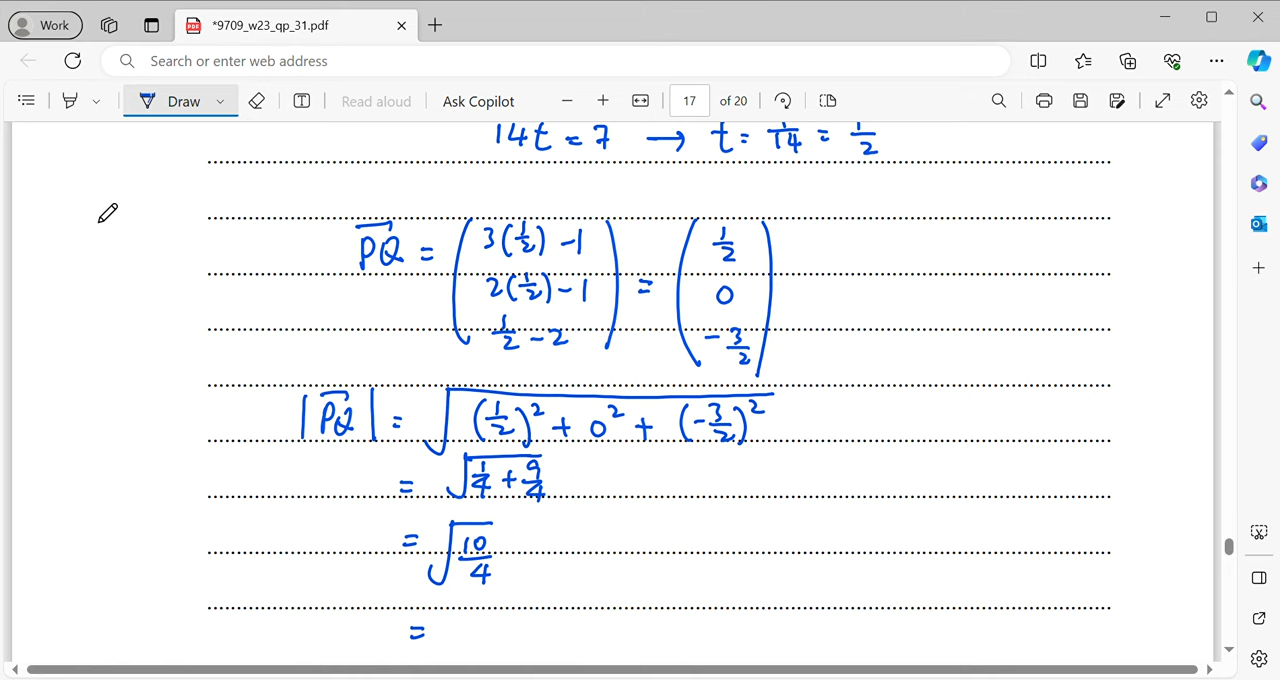 Work
*9709_w23_qp_31.pdf
Search or enter web address
Draw
Read aloud
Ask Copilot
17 of 20
14t = 7 → t = 7/14 = 1/2
PQ = (3(1/2) - 1, 2(1/2) - 1, 1/2 - 2) = (1/2, 0, -3/2)
|PQ| = √((1/2)² + 0² + (-3/2)²)
= √(1/4 + 9/4)
= √(10/4)
=